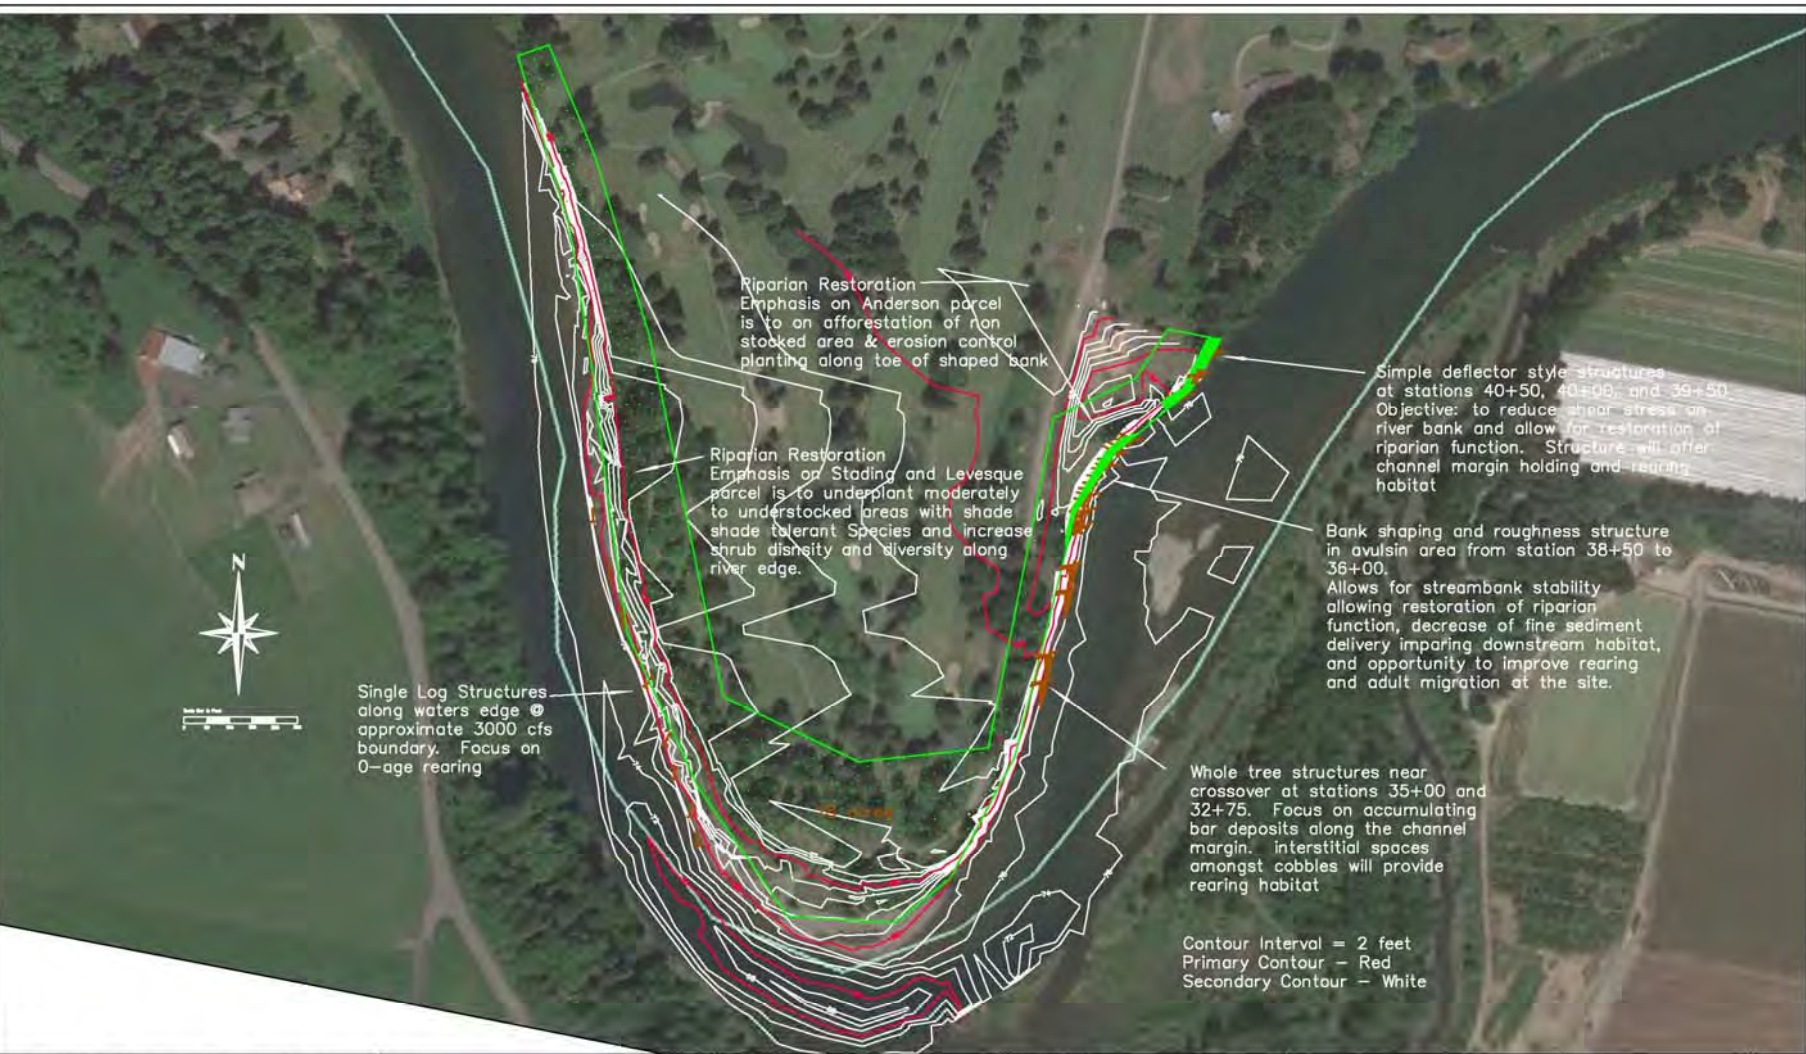 Riparian Restoration
Emphasis on Anderson parcel
is to on afforestation of non
stocked area & erosion control
planting along toe of shaped bank
Simple deflector style structures
at stations 40+50, 40+00, and 39+50
Objective: to reduce shear stress on
river bank and allow for restoration of
riparian function. Structure will offer
channel margin holding and rearing
habitat
Riparian Restoration
Emphasis on Stading and Levesque
parcel is to underplant moderately
to understocked areas with shade
shade tolerant Species and increase
shrub disnsity and diversity along
river edge.
Bank shaping and roughness structure
in avulsin area from station 38+50 to
36+00.
Allows for streambank stability
allowing restoration of riparian
function, decrease of fine sediment
delivery imparing downstream habitat,
and opportunity to improve rearing
and adult migration at the site.
N
Single Log Structures
along waters edge @
approximate 3000 cfs
boundary. Focus on
0-age rearing
Whole tree structures near
crossover at stations 35+00 and
32+75. Focus on accumulating
bar deposits along the channel
margin. interstitial spaces
amongst cobbles will provide
rearing habitat
Contour Interval = 2 feet
Primary Contour - Red
Secondary Contour - White